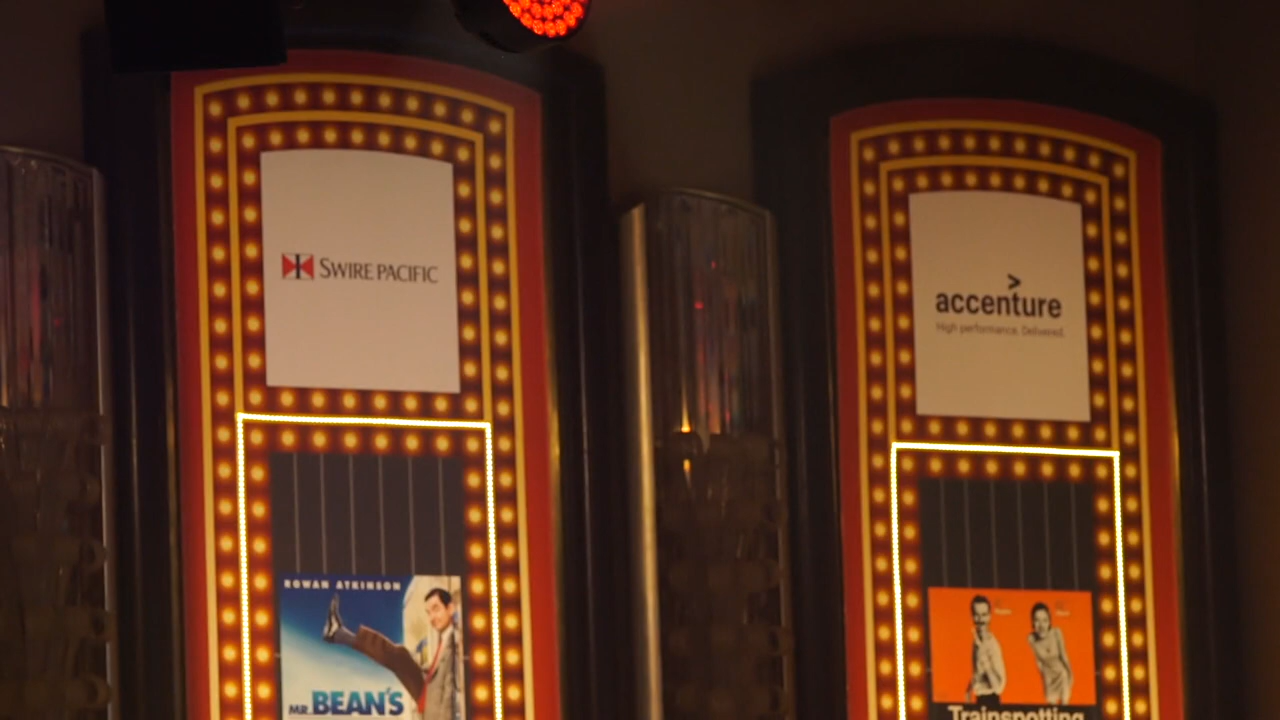 SWIRE PACIFIC
accenture
High performance. Delivered.
ROWAN ATKINSON
MR. BEAN'S
Trainspotting